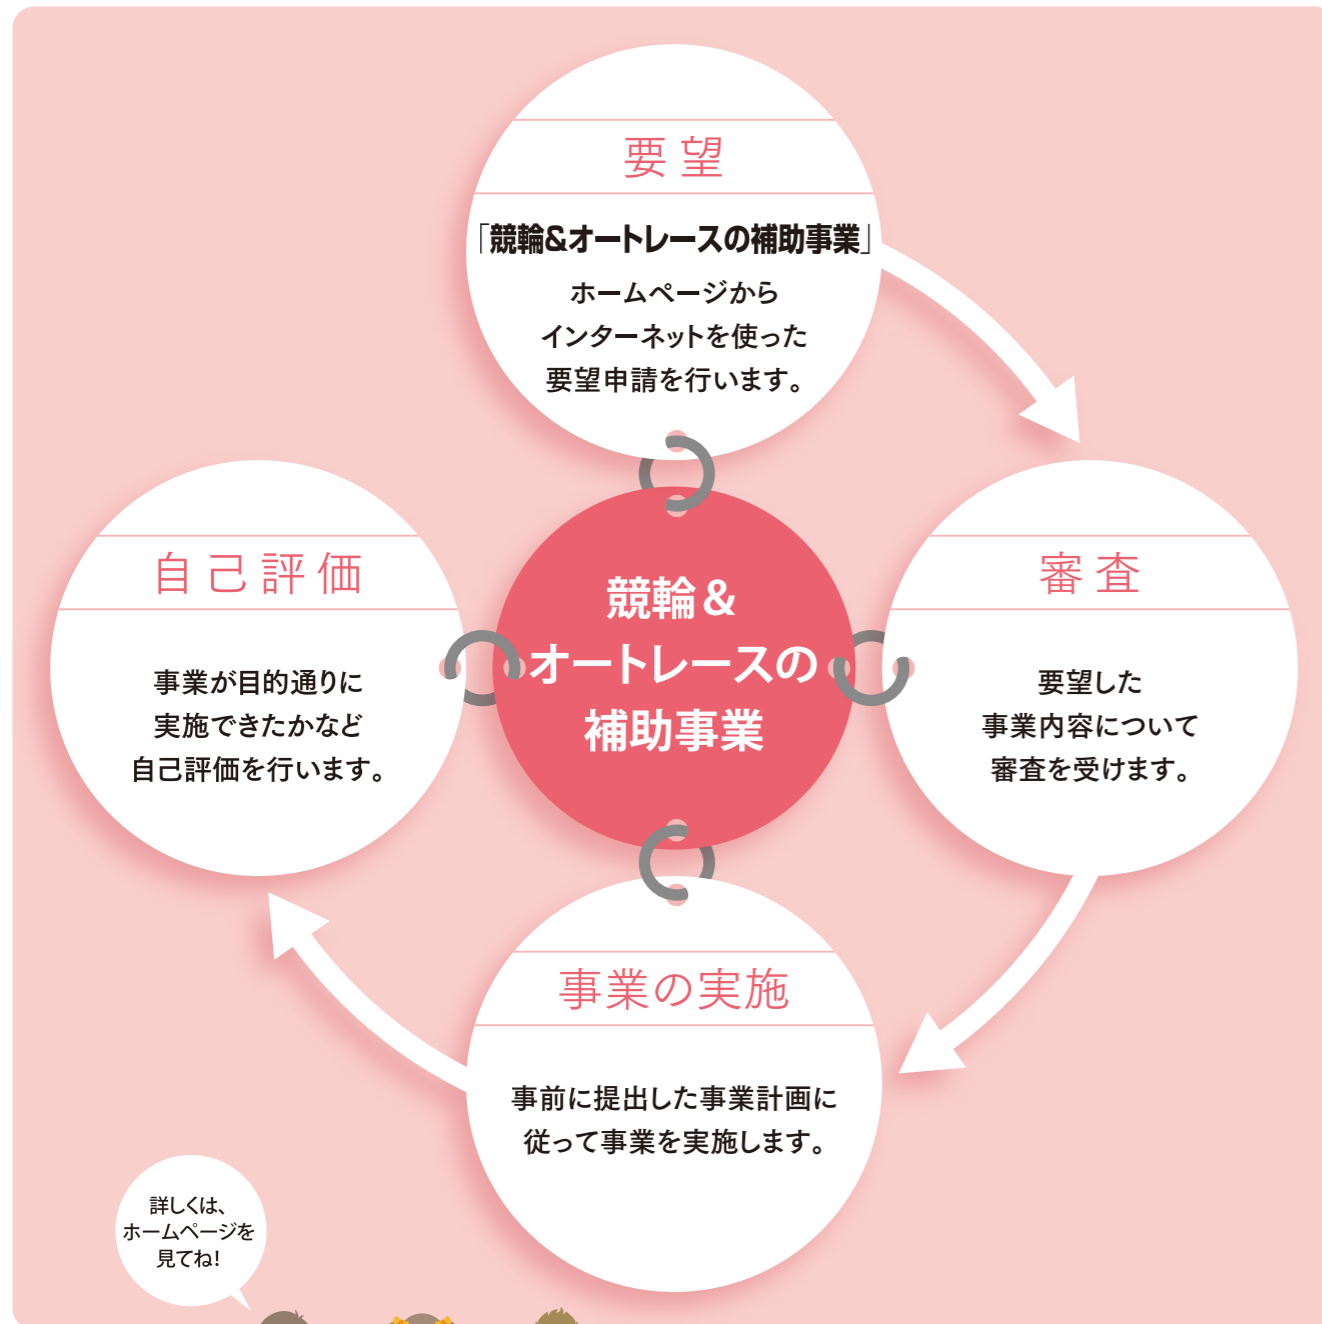 要望
「競輪&オートレースの補助事業」
ホームページから
インターネットを使った
要望申請を行います。
審査
要望した
事業内容について
審査を受けます。
事業の実施
事前に提出した事業計画に
従って事業を実施します。
自己評価
事業が目的通りに
実施できたかなど
自己評価を行います。
競輪&
オートレースの
補助事業
詳しくは、
ホームページを
見てね!